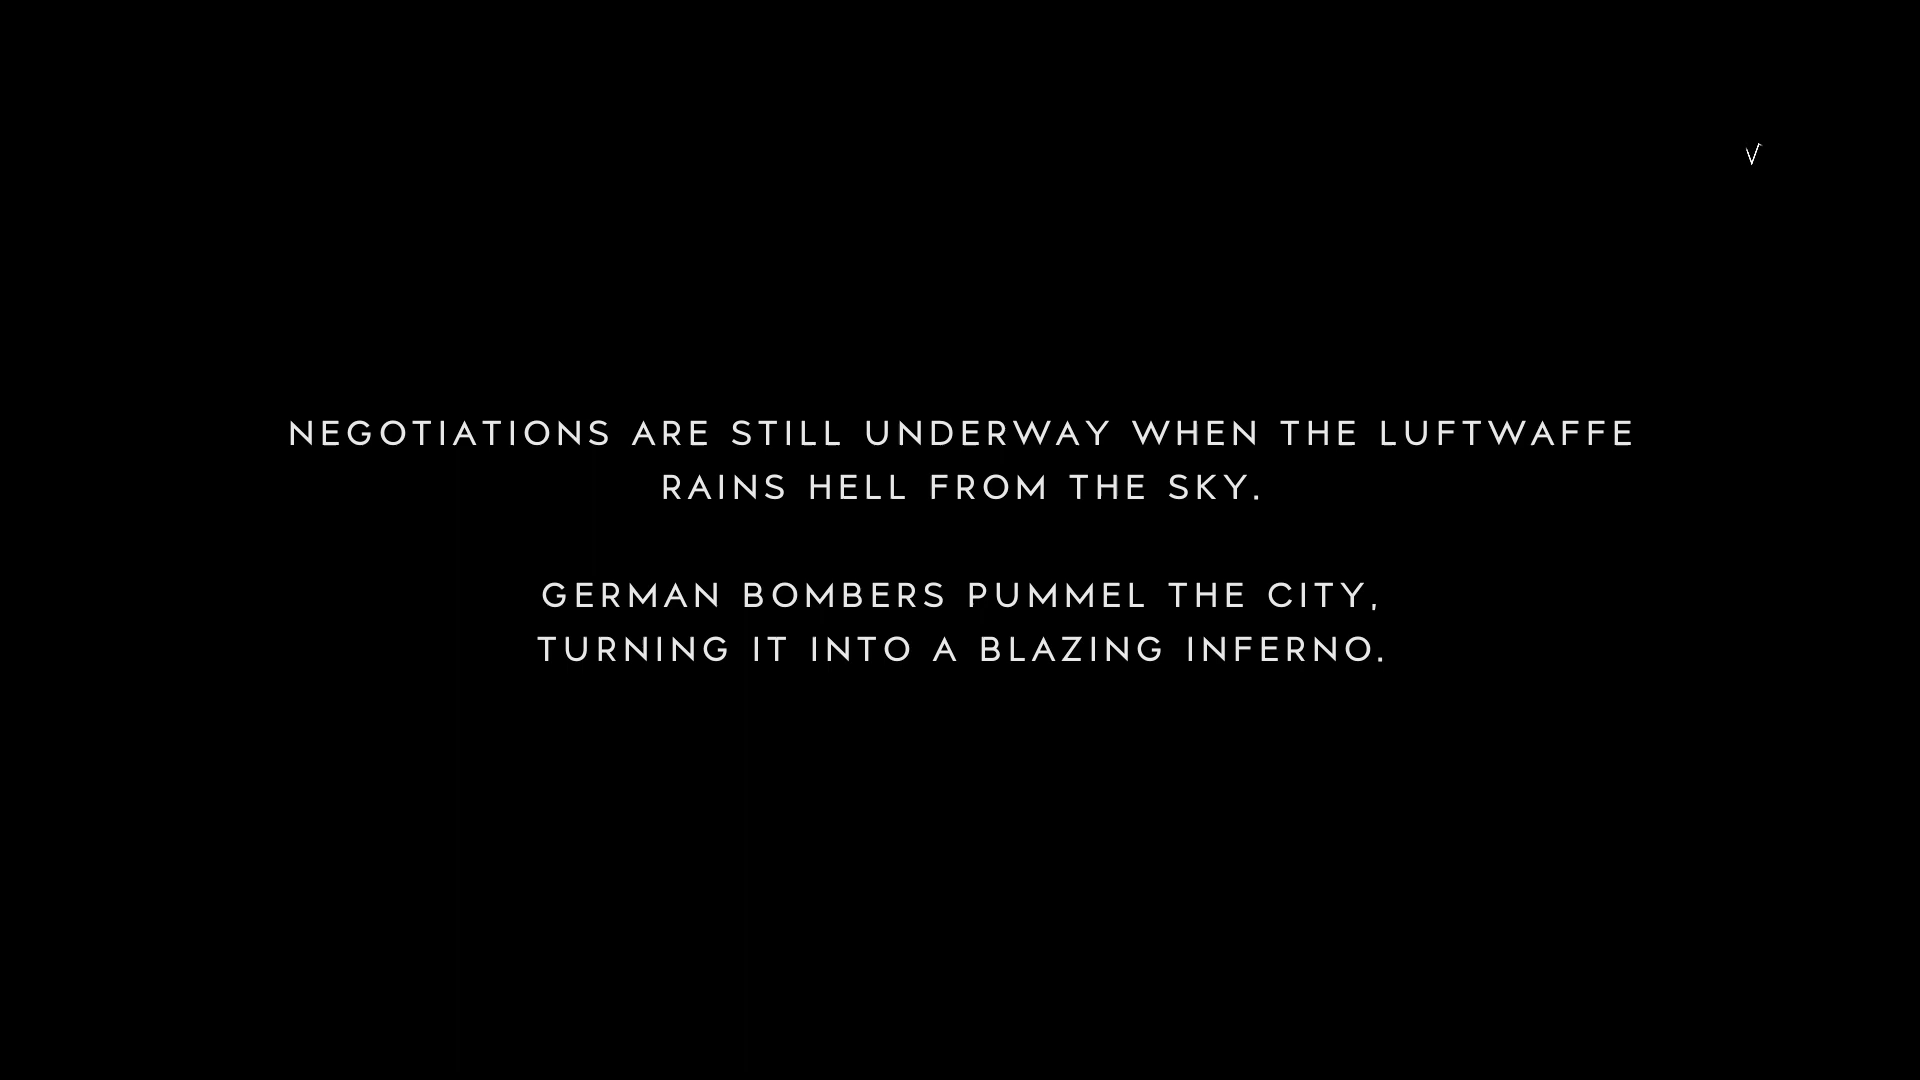 √
NEGOTIATIONS ARE STILL UNDERWAY WHEN THE LUFTWAFFE
RAINS HELL FROM THE SKY.
GERMAN BOMBERS PUMMEL THE CITY,
TURNING IT INTO A BLAZING INFERNO.